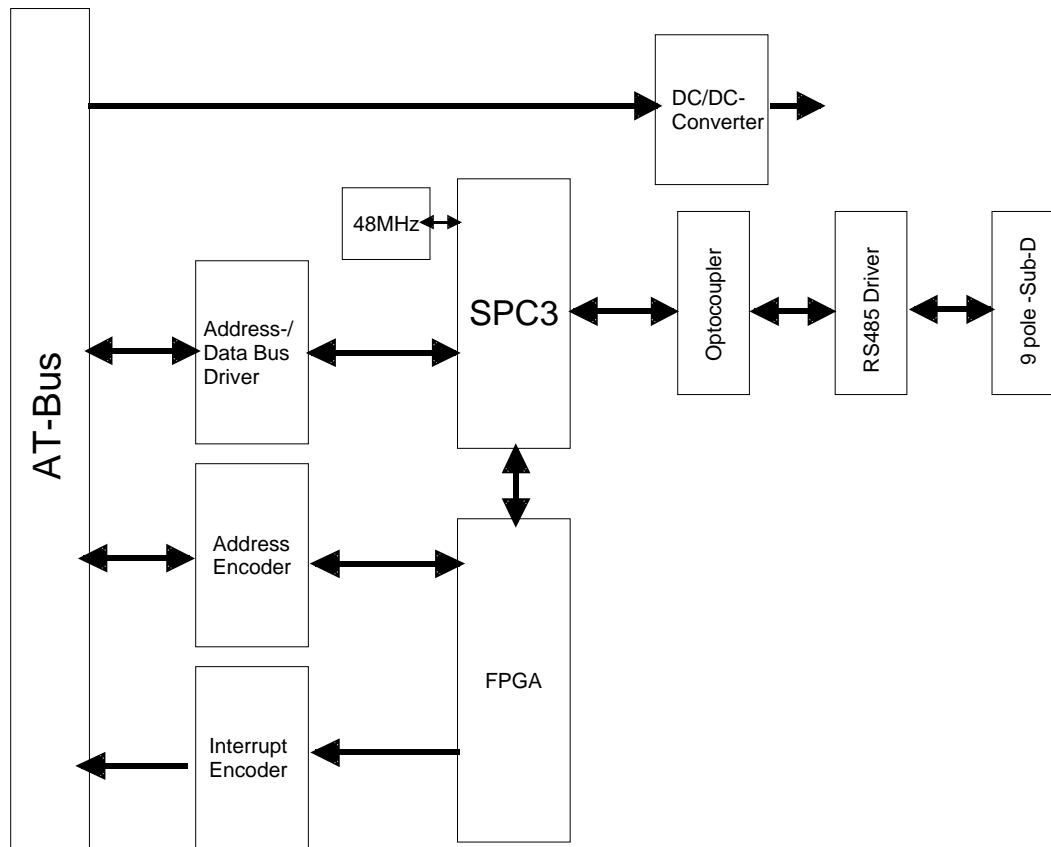 DC/DC-
Converter
48MHz
SPC3
Optocoupler
RS485 Driver
9 pole -Sub-D
Address-/
Data Bus
Driver
AT-Bus
Address
Encoder
FPGA
Interrupt
Encoder